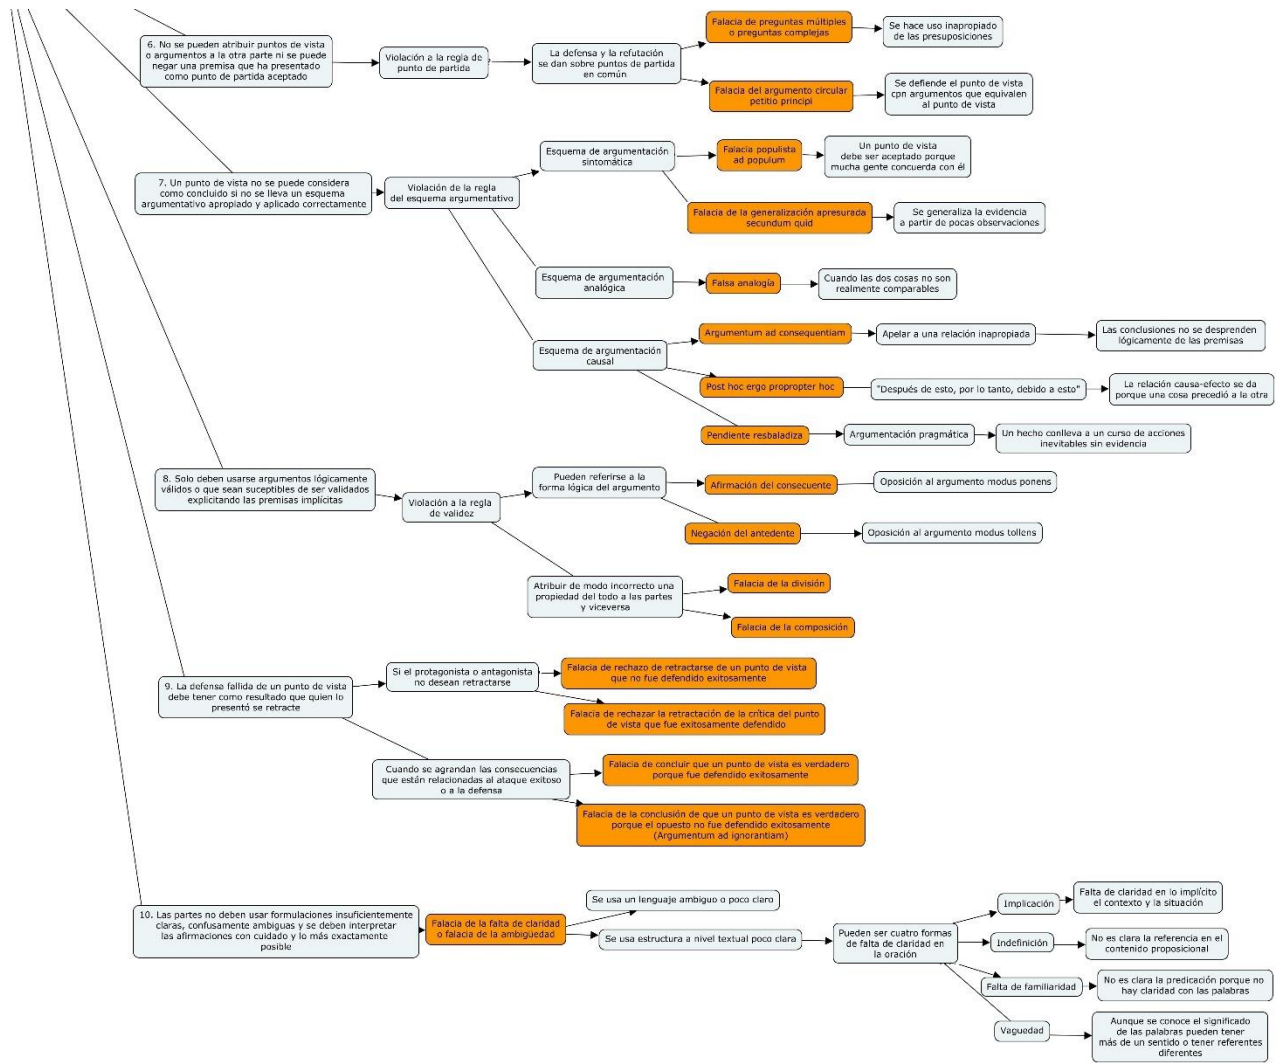 6. No se pueden atribuir puntos de vista
o argumentos a la otra parte ni se puede
negar una premisa que ha presentado
como punto de partida aceptado
Violación a la regla de
punto de partida
La defensa y la refutación
se dan sobre puntos de partida
en común
Falacia de preguntas múltiples
o preguntas complejas
Se hace uso inapropiado
de las presuposiciones
Falacia del argumento circular
petitio principi
Se defiende el punto de vista
cpn argumentos que equivalen
al punto de vista
7. Un punto de vista no se puede considera
como concluido si no se lleva un esquema
argumentativo apropiado y aplicado correctamente
Violación de la regla
del esquema argumentativo
Esquema de argumentación
sintomática
Falacia populista
ad populum
Un punto de vista
debe ser aceptado porque
mucha gente concuerda con él
Falacia de la generalización apresurada
secundum quid
Se generaliza la evidencia
a partir de pocas observaciones
Esquema de argumentación
analógica
Falsa analogía
Cuando las dos cosas no son
realmente comparables
Esquema de argumentación
causal
Argumentum ad consequentiam
Apelar a una relación inapropiada
Las conclusiones no se desprenden
lógicamente de las premisas
Post hoc ergo propropter hoc
"Después de esto, por lo tanto, debido a esto"
La relación causa-efecto se da
porque una cosa precedió a la otra
Pendiente resbaladiza
Argumentación pragmática
Un hecho conlleva a un curso de acciones
inevitables sin evidencia
8. Solo deben usarse argumentos lógicamente
válidos o que sean suceptibles de ser validados
explicitando las premisas implícitas
Violación a la regla
de validez
Pueden referirse a la
forma lógica del argumento
Afirmación del consecuente
Oposición al argumento modus ponens
Negación del antedente
Oposición al argumento modus tollens
Atribuir de modo incorrecto una
propiedad del todo a las partes
y viceversa
Falacia de la división
Falacia de la composición
9. La defense fallida de un punto de vista
debe tener como resultado que quien lo
presentó se retracte
Si el protagonista o antagonista
no desean retractarse
Falacia de rechazo de retractarse de un punto de vista
que no fue defendido exitosamente
Falacia de rechazar la retractación de la crítica del punto
de vista que fue exitosamente defendido
Cuando se agrandan las consecuencias
que están relacionadas al ataque exitoso
o a la defensa
Falacia de concluir que un punto de vista es verdadero
porque fue defendido exitosamente
Falacia de la conclusión de que un punto de vista es verdadero
porque el opuesto no fue defendido exitosamente
(Argumentum ad ignorantiam)
10. Las partes no deben usar formulaciones insuficientemente
claras, confusamente ambiguas y se deben interpretar
las afirmaciones con cuidado y lo más exactamente
posible
Falacia de la falta de claridad
o falacia de la ambigüedad
Se usa un lenguaje ambiguo o poco claro
Se usa estructura a nivel textual poco clara
Pueden ser cuatro formas
de falta de claridad en
la oración
Implicación
Falta de claridad en lo implícito
el contexto y la situación
Indefinición
No es clara la referencia en el
contenido proposicional
Falta de familiaridad
No es clara la predicación porque no
hay claridad con las palabras
Vaguedad
Aunque se conoce el significado
de las palabras pueden tener
más de un sentido o tener referentes
diferentes